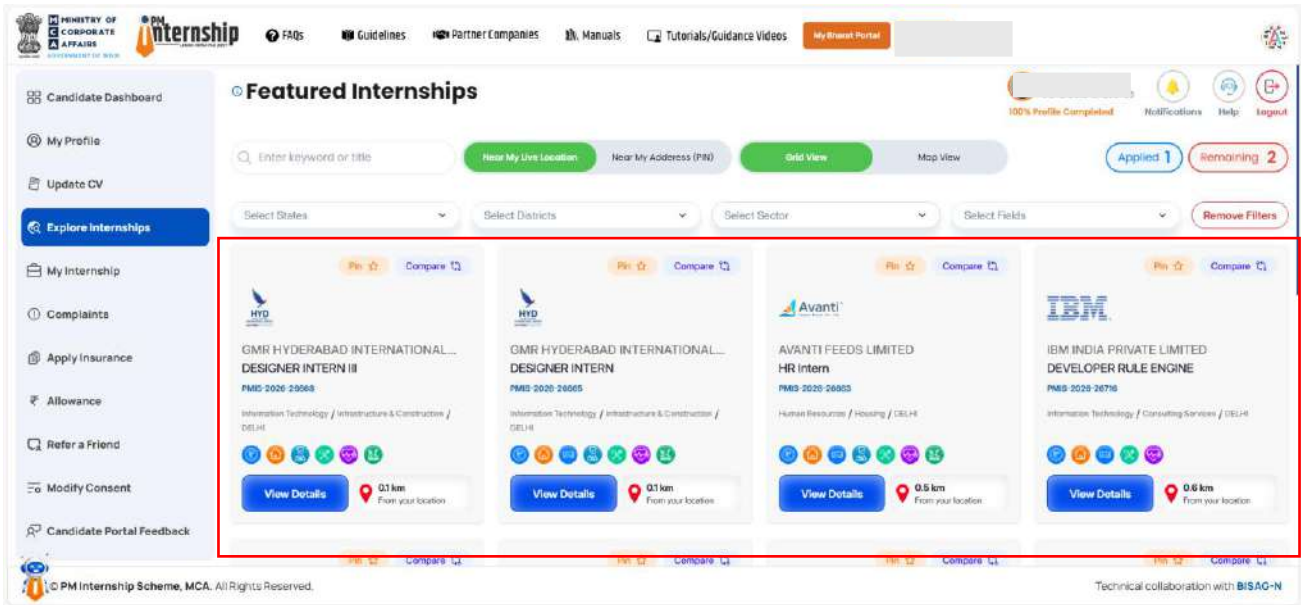 MINISTRY OF
CORPORATE
AFFAIRS
GOVERNMENT OF INDIA
PM
internship
FAQs
Guidelines
Partner Companies
Manuals
Tutorials/Guidance Videos
My Bharat Portal
Candidate Dashboard
My Profile
Update CV
Explore Internships
My Internship
Complaints
Apply Insurance
Allowance
Refer a Friend
Modify Consent
Candidate Portal Feedback
Featured Internships
100% Profile Completed
Notifications
Help
Logout
Enter keyword or title
Near My Live Location
Near My Adderess (PIN)
Grid View
Map View
Applied 1
Remaining 2
Select States
Select Districts
Select Sector
Select Fields
Remove Filters
Pin
Compare
HYD
GMR HYDERABAD INTERNATIONAL...
DESIGNER INTERN III
Information Technology / Infrastructure & Construction /
DELHI
View Details
0.1 km
From your location
Pin
Compare
HYD
GMR HYDERABAD INTERNATIONAL...
DESIGNER INTERN
PMIS-2026-26665
Information Technology / Infrastructure & Construction /
DELHI
View Details
0.1 km
From your location
Pin
Compare
Avanti
AVANTI FEEDS LIMITED
HR Intern
Human Resources / Housing / DELHI
View Details
0.5 km
From your location
Pin
Compare
IBM
IBM INDIA PRIVATE LIMITED
DEVELOPER RULE ENGINE
PMIS-2026-26716
Information Technology / Consulting Services / DELHI
View Details
0.6 km
From your location
Pin
Compare
Pin
Compare
Pin
Compare
Pin
Compare
© PM Internship Scheme, MCA. All Rights Reserved.
Technical collaboration with BISAG-N